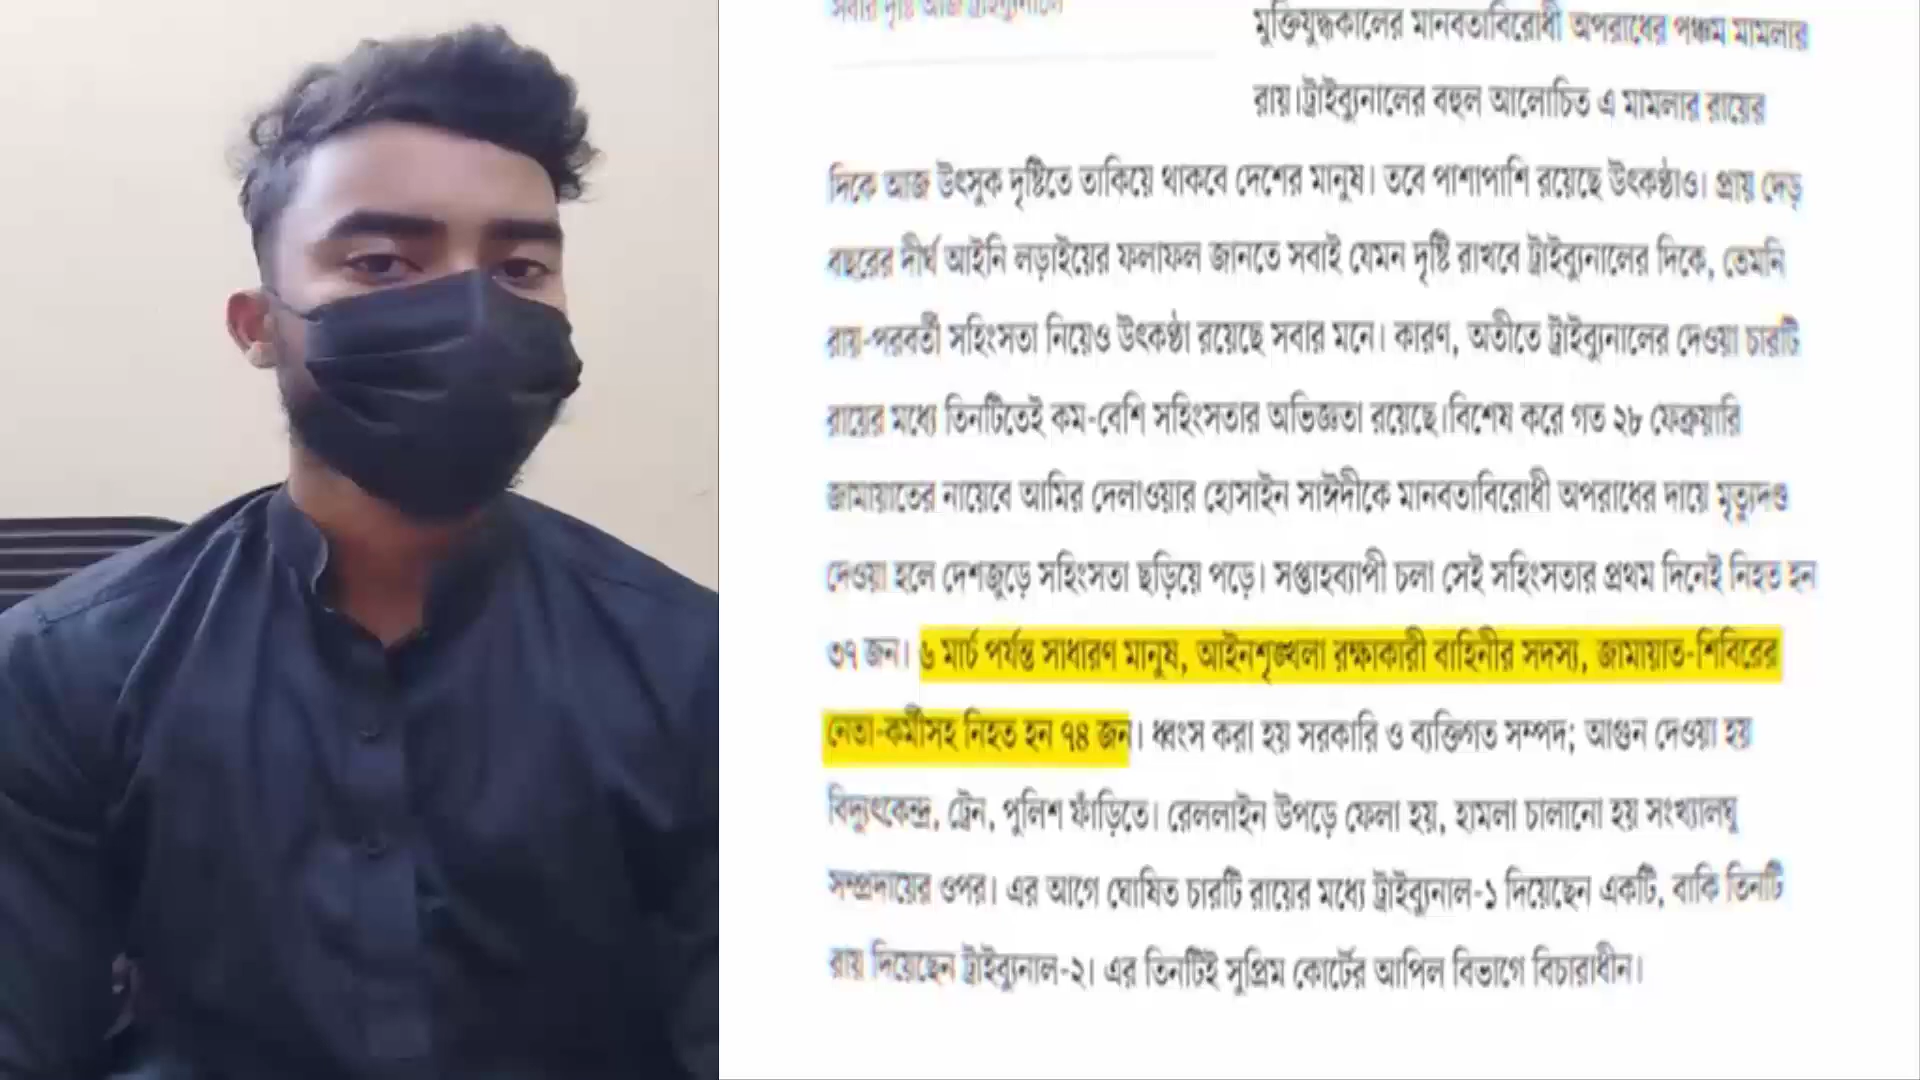 সবার দৃষ্টি আজ ট্রাইব্যুনালে
মুক্তিযুদ্ধকালের মানবতাবিরোধী অপরাধের পঞ্চম মামলার
রায়।ট্রাইব্যুনালের বহুল আলোচিত এ মামলার রায়ের
দিকে আজ উৎসুক দৃষ্টিতে তাকিয়ে থাকবে দেশের মানুষ। তবে পাশাপাশি রয়েছে উৎকণ্ঠাও। প্রায় দেড়
বছরের দীর্ঘ আইনি লড়াইয়ের ফলাফল জানতে সবাই যেমন দৃষ্টি রাখবে ট্রাইব্যুনালের দিকে, তেমনি
রায়-পরবর্তী সহিংসতা নিয়েও উৎকণ্ঠা রয়েছে সবার মনে। কারণ, অতীতে ট্রাইব্যুনালের দেওয়া চারটি
রায়ের মধ্যে তিনটিতেই কম-বেশি সহিংসতার অভিজ্ঞতা রয়েছে।বিশেষ করে গত ২৮ ফেব্রুয়ারি
জামায়াতের নায়েবে আমির দেলাওয়ার হোসাইন সাঈদীকে মানবতাবিরোধী অপরাধের দায়ে মৃত্যুদণ্ড
দেওয়া হলে দেশজুড়ে সহিংসতা ছড়িয়ে পড়ে। সপ্তাহব্যাপী চলা সেই সহিংসতার প্রথম দিনেই নিহত হন
৩৭ জন। ৬ মার্চ পর্যন্ত সাধারণ মানুষ, আইনশৃঙ্খলা রক্ষাকারী বাহিনীর সদস্য, জামায়াত-শিবিরের
নেতা-কর্মীসহ নিহত হন ৭৪ জন। ধ্বংস করা হয় সরকারি ও ব্যক্তিগত সম্পদ; আগুন দেওয়া হয়
বিদ্যুৎকেন্দ্র, ট্রেন, পুলিশ ফাঁড়িতে। রেললাইন উপড়ে ফেলা হয়, হামলা চালানো হয় সংখ্যালঘু
সম্প্রদায়ের ওপর। এর আগে ঘোষিত চারটি রায়ের মধ্যে ট্রাইব্যুনাল-১ দিয়েছেন একটি, বাকি তিনটি
রায় দিয়েছেন ট্রাইব্যুনাল-২। এর তিনটিই সুপ্রিম কোর্টের আপিল বিভাগে বিচারাধীন।